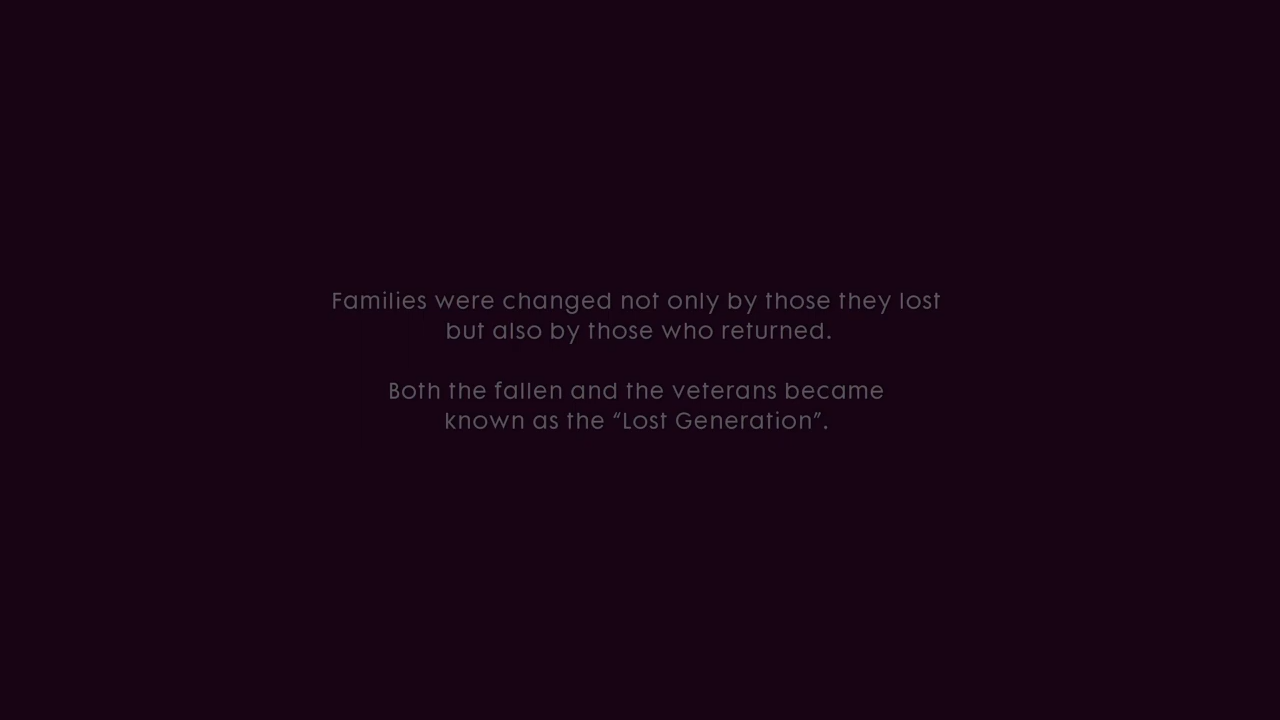 Families were changed not only by those they lost
but also by those who returned.
Both the fallen and the veterans became
known as the “Lost Generation”.